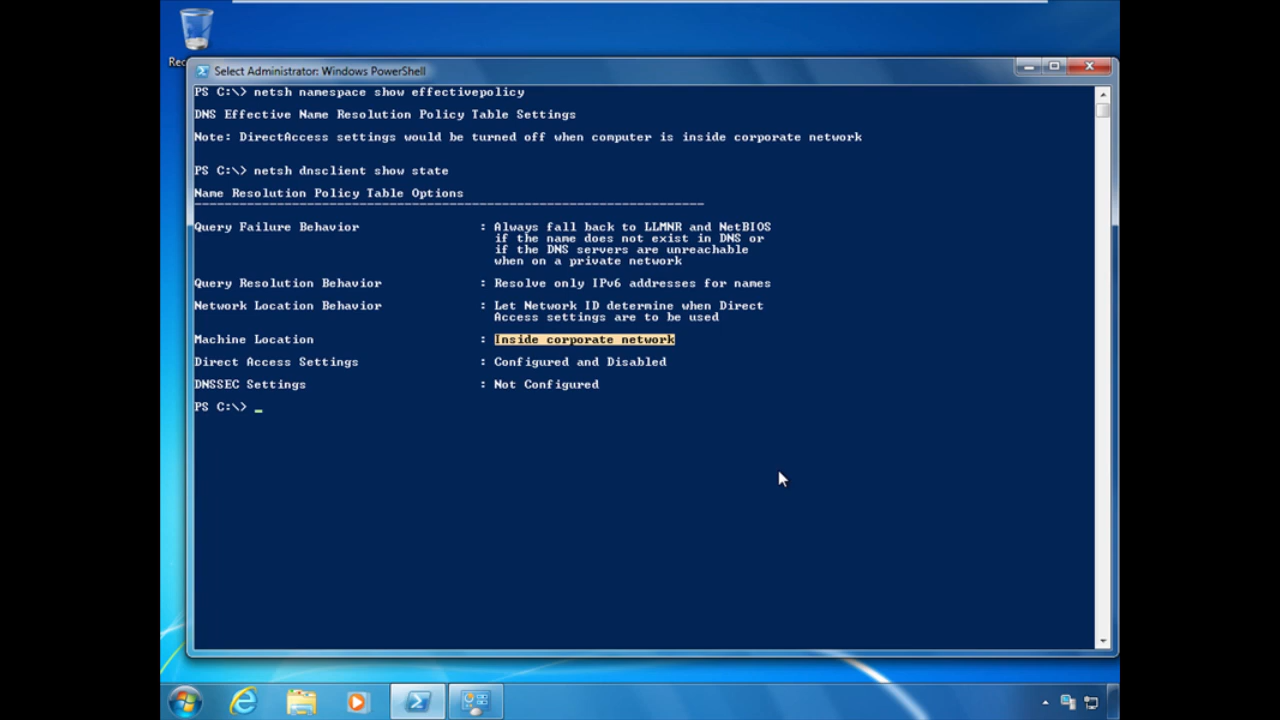 Rec
Select Administrator: Windows PowerShell
PS C:\> netsh namespace show effectivepolicy
DNS Effective Name Resolution Policy Table Settings
Note: DirectAccess settings would be turned off when computer is inside corporate network
PS C:\> netsh dnsclient show state
Name Resolution Policy Table Options
--------------------------------------------------------------------
Query Failure Behavior : Always fall back to LLMNR and NetBIOS
if the name does not exist in DNS or
if the DNS servers are unreachable
when on a private network
Query Resolution Behavior : Resolve only IPv6 addresses for names
Network Location Behavior : Let Network ID determine when Direct
Access settings are to be used
Machine Location : Inside corporate network
Direct Access Settings : Configured and Disabled
DNSSEC Settings : Not Configured
PS C:\> _